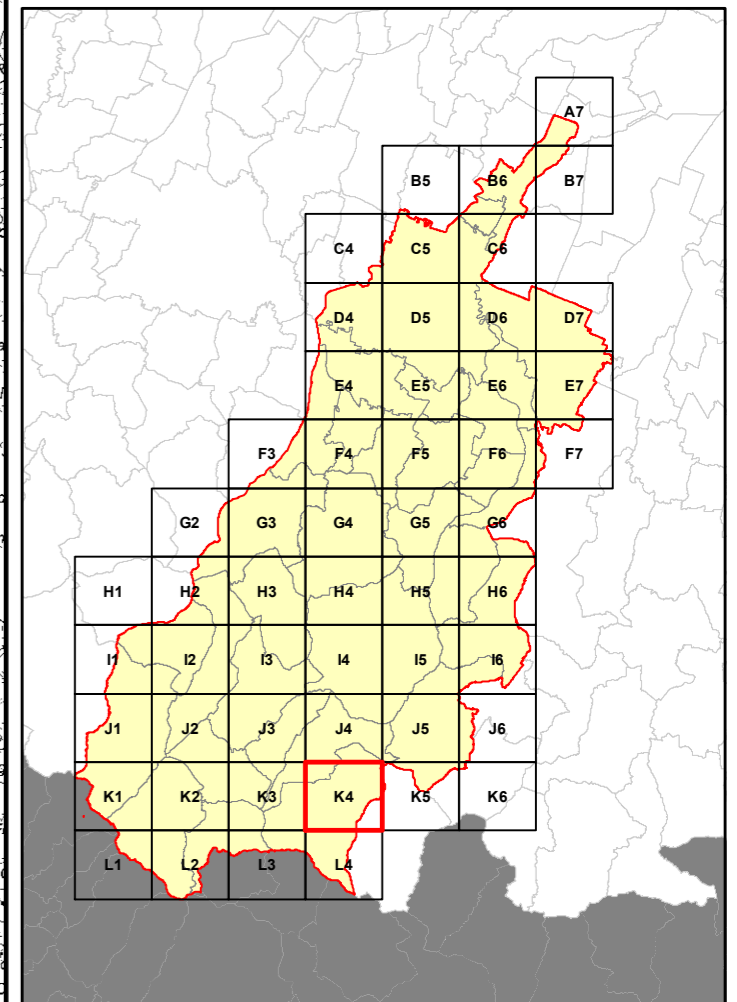 A7
B5 B6 B7
C4 C5 C6
D4 D5 D6 D7
E4 E5 E6 E7
F3 F4 F5 F6 F7
G2 G3 G4 G5 G6
H1 H2 H3 H4 H5 H6
I1 I2 I3 I4 I5 I6
J1 J2 J3 J4 J5 J6
K1 K2 K3 K4 K5 K6
L1 L2 L3 L4